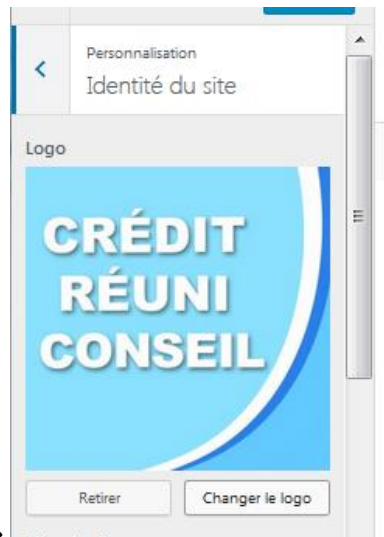 Personnalisation
Identité du site
Logo
CRÉDIT
RÉUNI
CONSEIL
Retirer
Changer le logo